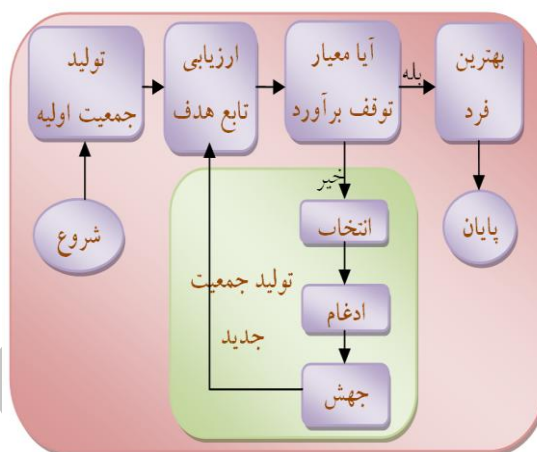 تولید
جمعیت اولیه
ارزیابی
تابع هدف
آیا معیار
توقف برآورد
بله
بهترین
فرد
شروع
خیر
پایان
انتخاب
ادغام
جهش
تولید جمعیت
جدید